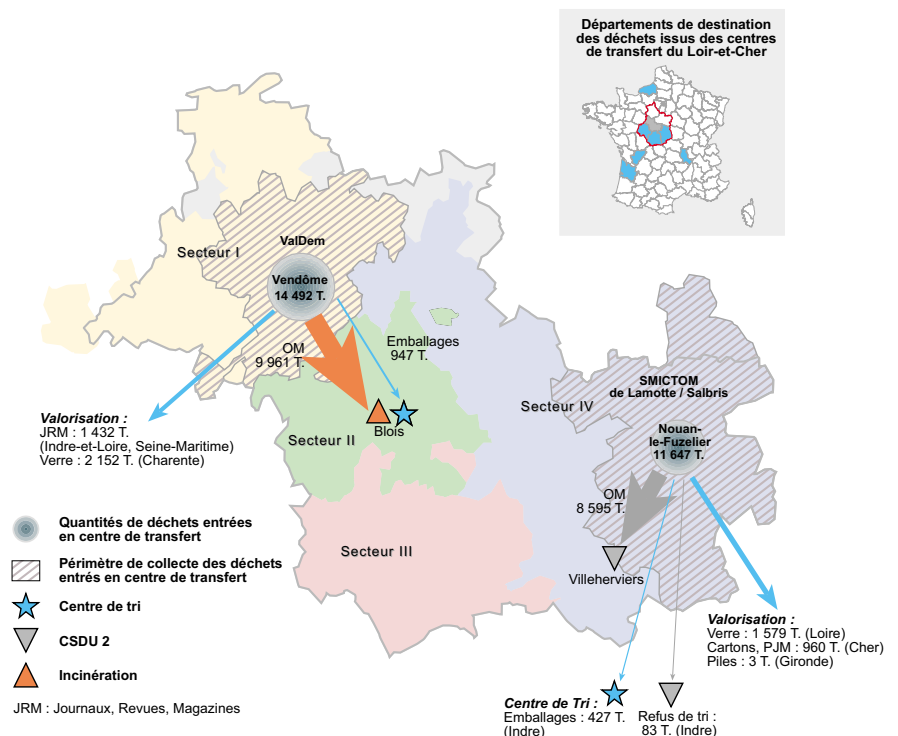 Départements de destination
des déchets issus des centres
de transfert du Loir-et-Cher
ValDem
Secteur I
Vendôme
14 492 T.
OM
9 961 T.
Emballages
947 T.
Blois
Secteur II
Secteur III
Secteur IV
SMICTOM
de Lamotte / Salbris
Nouan-
le-Fuzelier
11 647 T.
OM
8 595 T.
Villeherviers
Valorisation :
JRM : 1 432 T.
(Indre-et-Loire, Seine-Maritime)
Verre : 2 152 T. (Charente)
Quantités de déchets entrées
en centre de transfert
Périmètre de collecte des déchets
entrés en centre de transfert
Centre de tri
CSDU 2
Incinération
JRM : Journaux, Revues, Magazines
Valorisation :
Verre : 1 579 T. (Loire)
Cartons, PJM : 960 T. (Cher)
Piles : 3 T. (Gironde)
Centre de Tri :
Emballages : 427 T.
(Indre)
Refus de tri :
83 T. (Indre)